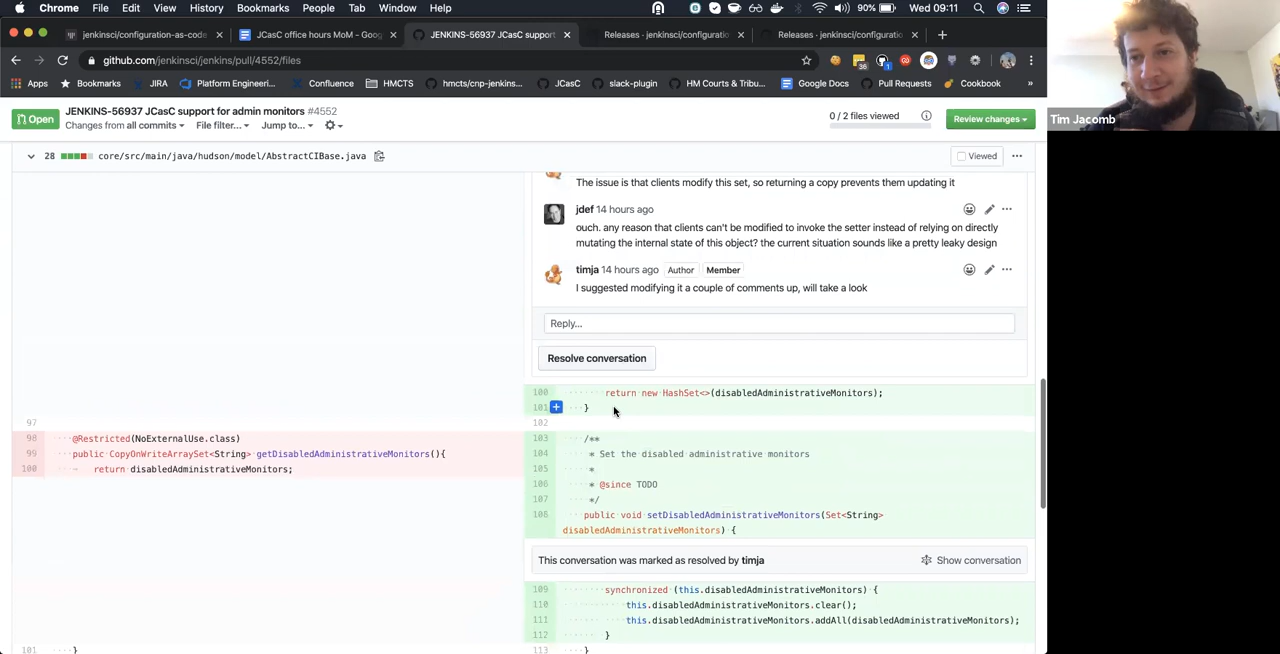 Chrome File Edit View History Bookmarks People Tab Window Help 90% Wed 09:11
jenkinsci/configuration-as-code JCasC office hours MoM - Goog JENKINS-56937 JCasC support Releases · jenkinsci/configuratio Releases · jenkinsci/configuratio
github.com/jenkinsci/jenkins/pull/4552/files 36 1
Apps Bookmarks JIRA Platform Engineeri... Confluence HMCTS hmcts/cnp-jenkins... JCasC slack-plugin HM Courts & Tribu... Google Docs Pull Requests Cookbook »
Open JENKINS-56937 JCasC support for admin monitors #4552
Changes from all commits File filter... Jump to...
0 / 2 files viewed Review changes
Tim Jacomb
28 core/src/main/java/hudson/model/AbstractCIBase.java Viewed ...
The issue is that clients modify this set, so returning a copy prevents them updating it
jdef 14 hours ago
ouch. any reason that clients can't be modified to invoke the setter instead of relying on directly
mutating the internal state of this object? the current situation sounds like a pretty leaky design
timja 14 hours ago Author Member
I suggested modifying it a couple of comments up, will take a look
Reply...
Resolve conversation
100 return new HashSet<>(disabledAdministrativeMonitors);
101 }
97 102
98 @Restricted(NoExternalUse.class) 103 /**
99 public CopyOnWriteArraySet<String> getDisabledAdministrativeMonitors(){ 104 * Set the disabled administrative monitors
100 return disabledAdministrativeMonitors; 105 *
106 * @since TODO
107 */
108 public void setDisabledAdministrativeMonitors(Set<String>
disabledAdministrativeMonitors) {
This conversation was marked as resolved by timja Show conversation
109 synchronized (this.disabledAdministrativeMonitors) {
110 this.disabledAdministrativeMonitors.clear();
111 this.disabledAdministrativeMonitors.addAll(disabledAdministrativeMonitors);
112 }
101 } 113 }